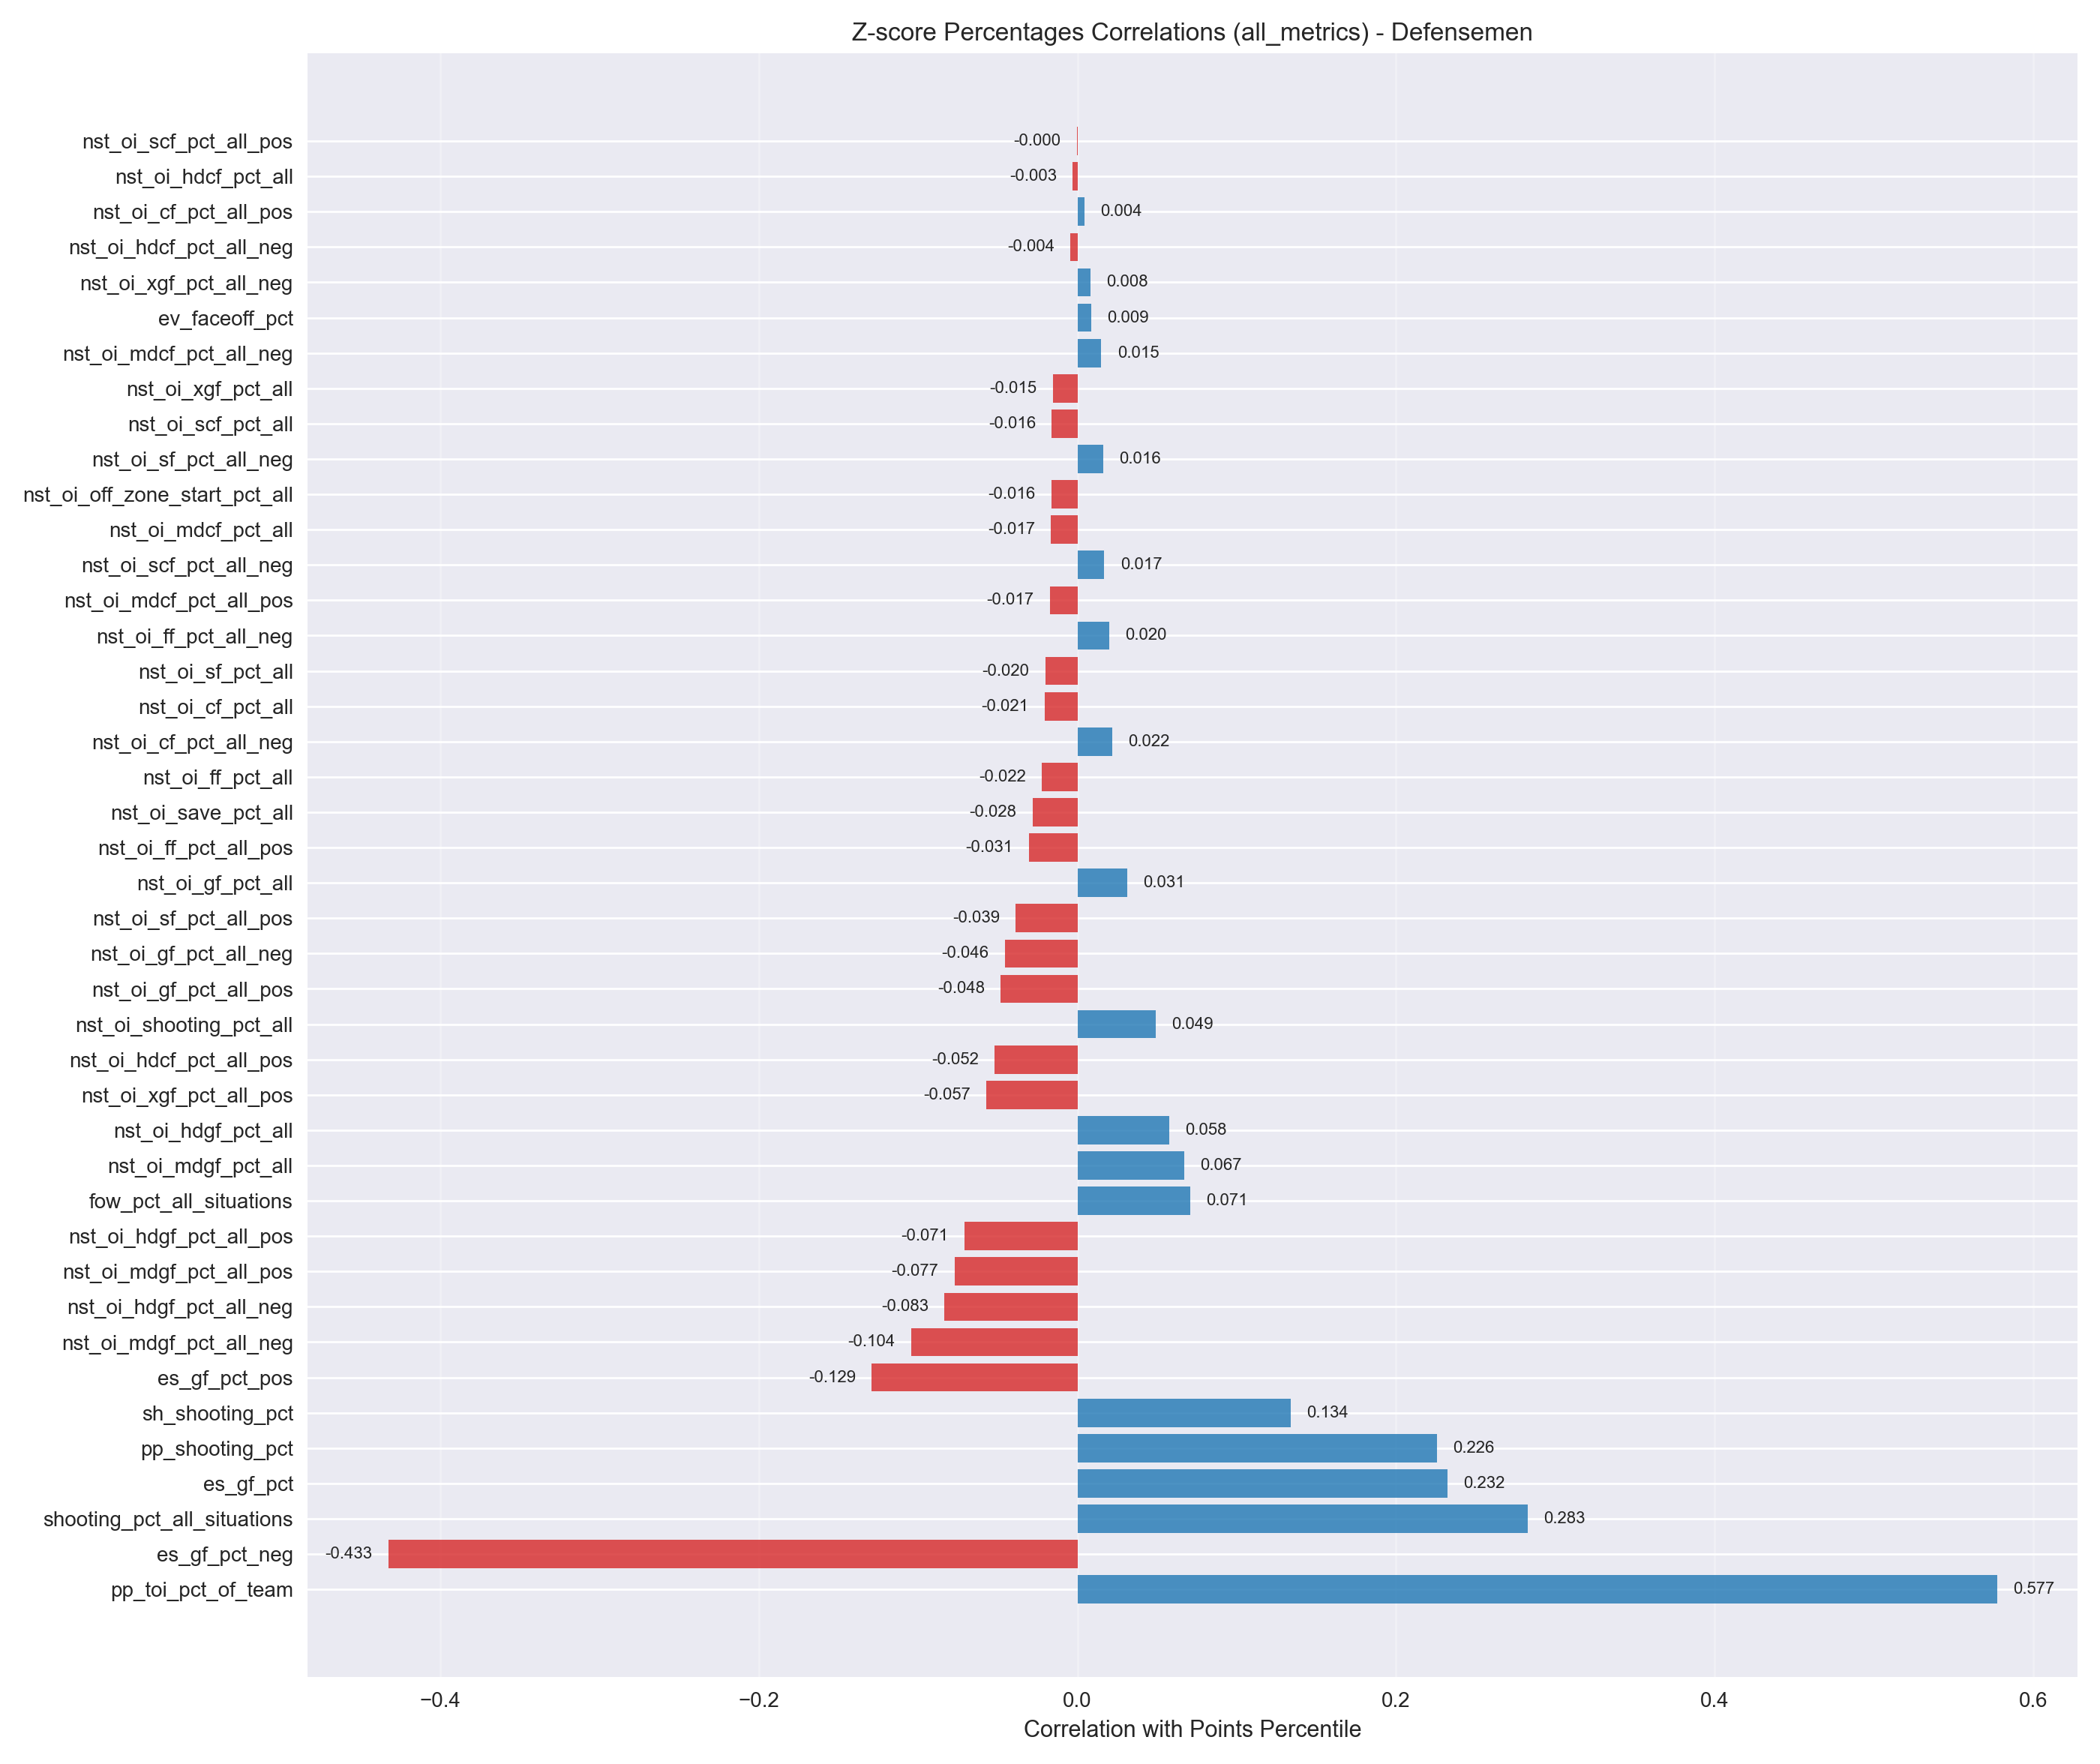 Z-score Percentages Correlations (all_metrics) - Defensemen
nst_oi_scf_pct_all_pos -0.000
nst_oi_hdcf_pct_all -0.003
nst_oi_cf_pct_all_pos 0.004
nst_oi_hdcf_pct_all_neg -0.004
nst_oi_xgf_pct_all_neg 0.008
ev_faceoff_pct 0.009
nst_oi_mdcf_pct_all_neg 0.015
nst_oi_xgf_pct_all -0.015
nst_oi_scf_pct_all -0.016
nst_oi_sf_pct_all_neg 0.016
nst_oi_off_zone_start_pct_all -0.016
nst_oi_mdcf_pct_all -0.017
nst_oi_scf_pct_all_neg 0.017
nst_oi_mdcf_pct_all_pos -0.017
nst_oi_ff_pct_all_neg 0.020
nst_oi_sf_pct_all -0.020
nst_oi_cf_pct_all -0.021
nst_oi_cf_pct_all_neg 0.022
nst_oi_ff_pct_all -0.022
nst_oi_save_pct_all -0.028
nst_oi_ff_pct_all_pos -0.031
nst_oi_gf_pct_all 0.031
nst_oi_sf_pct_all_pos -0.039
nst_oi_gf_pct_all_neg -0.046
nst_oi_gf_pct_all_pos -0.048
nst_oi_shooting_pct_all 0.049
nst_oi_hdcf_pct_all_pos -0.052
nst_oi_xgf_pct_all_pos -0.057
nst_oi_hdgf_pct_all 0.058
nst_oi_mdgf_pct_all 0.067
fow_pct_all_situations 0.071
nst_oi_hdgf_pct_all_pos -0.071
nst_oi_mdgf_pct_all_pos -0.077
nst_oi_hdgf_pct_all_neg -0.083
nst_oi_mdgf_pct_all_neg -0.104
es_gf_pct_pos -0.129
sh_shooting_pct 0.134
pp_shooting_pct 0.226
es_gf_pct 0.232
shooting_pct_all_situations 0.283
es_gf_pct_neg -0.433
pp_toi_pct_of_team 0.577
−0.4 −0.2 0.0 0.2 0.4 0.6
Correlation with Points Percentile